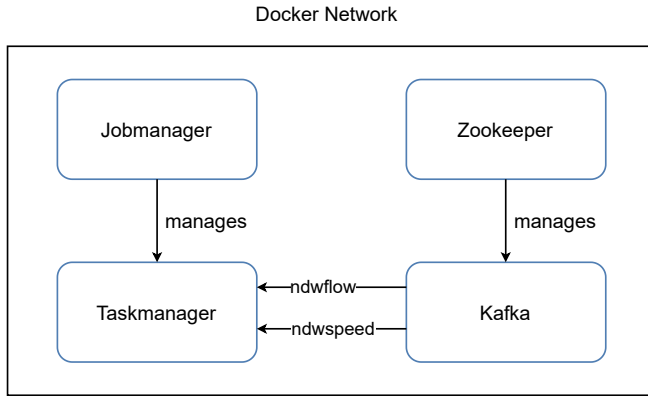 Docker Network
Jobmanager
Zookeeper
manages
manages
Taskmanager
ndwflow
ndwspeed
Kafka